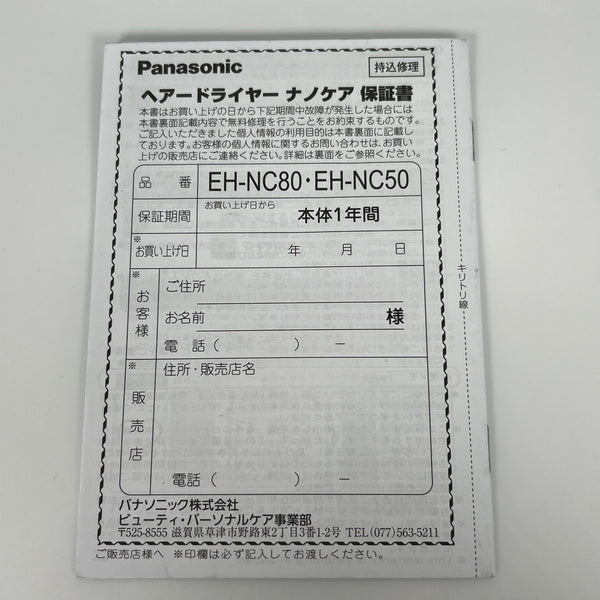 Panasonic 持込修理
ヘアードライヤー ナノケア 保証書
本書はお買い上げの日から下記期間中故障が発生した場合には
本書裏面記載内容で無料修理を行うことをお約束するものです。
ご記入いただきました個人情報の利用目的は本書裏面に記載し
ております。お客様の個人情報に関するお問い合わせは、お買い
上げの販売店にご連絡ください。詳細は裏面をご参照ください。
品 番 EH-NC80・EH-NC50
保証期間 お買い上げ日から 本体1年間
※お買い上げ日 年 月 日
※お客様
ご住所
お名前 様
電 話 ( ) －
※販売店
住所・販売店名
電話 ( ) －
キリトリ線
パナソニック株式会社
ビューティ・パーソナルケア事業部
〒525-8555 滋賀県草津市野路東2丁目3番1-2号 TEL (077)563-5211
ご販売店様へ ※印欄は必ず記入してお渡しください。